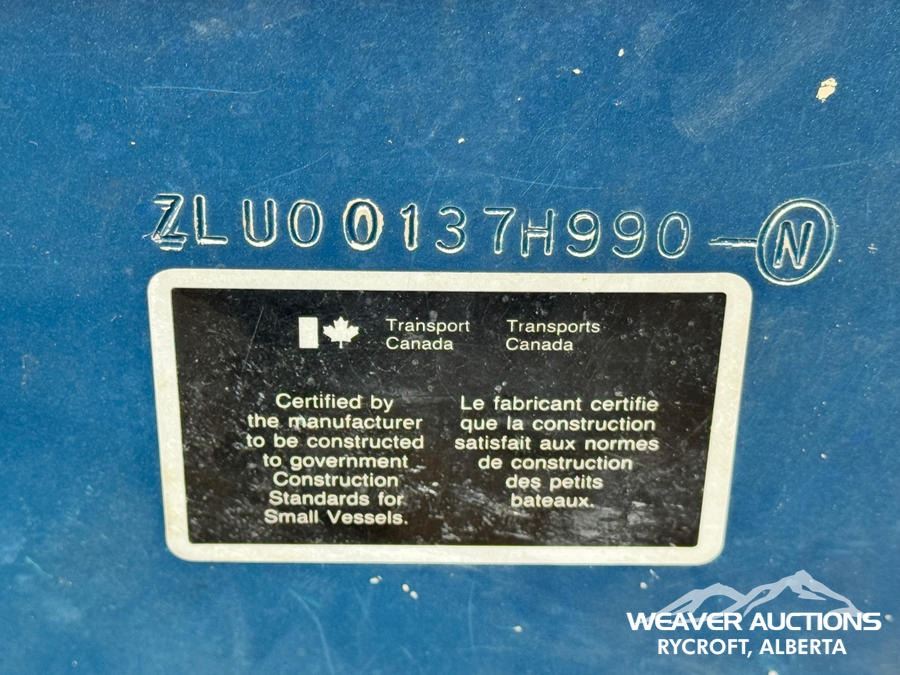 ZLU00137H990-N
Transport
Canada
Transports
Canada
Certified by
the manufacturer
to be constructed
to government
Construction
Standards for
Small Vessels.
Le fabricant certifie
que la construction
satisfait aux normes
de construction
des petits
bateaux.
WEAVER AUCTIONS
RYCROFT, ALBERTA